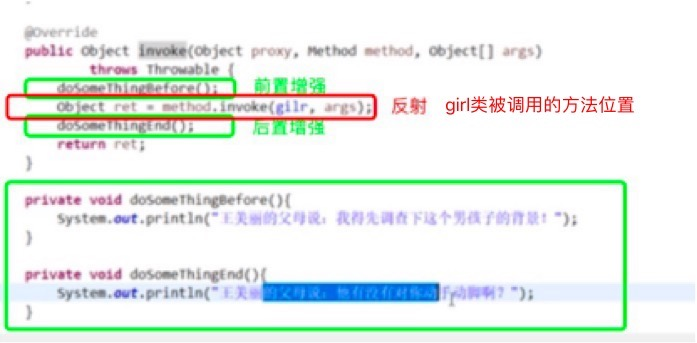 @Override
public Object invoke(Object proxy, Method method, Object[] args)
throws Throwable {
doSomeThingBefore(); 前置增强
Object ret = method.invoke(gilr, args); 反射 girl类被调用的方法位置
doSomeThingEnd(); 后置增强
return ret;
}
private void doSomeThingBefore(){
System.out.println("王美丽的父母说：我得先调查下这个男孩子的背景！");
}
private void doSomeThingEnd(){
System.out.println("王美丽的父母说：他有没有对你动手动脚啊？");
}